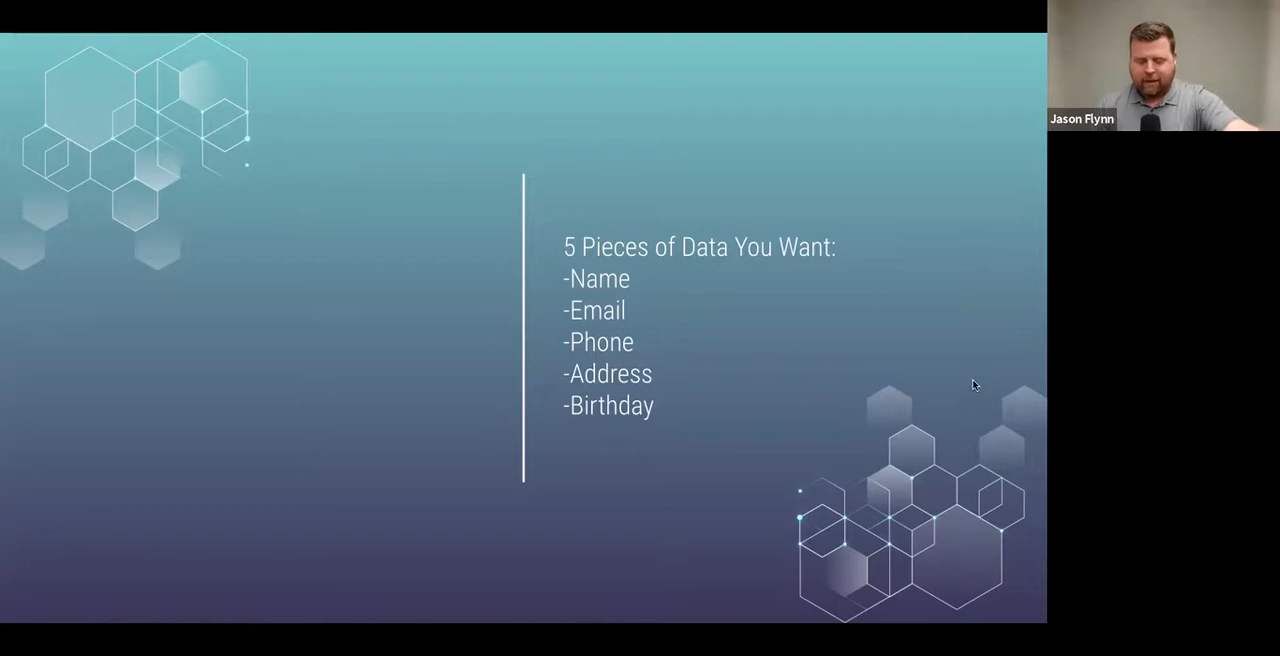 Jason Flynn
5 Pieces of Data You Want:
-Name
-Email
-Phone
-Address
-Birthday